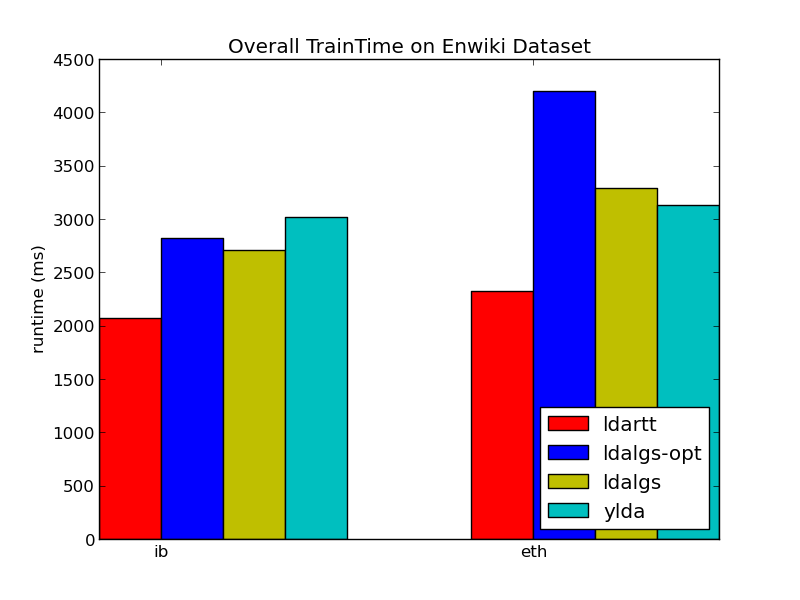 Overall TrainTime on Enwiki Dataset
4500
4000
3500
3000
2500
2000
1500
1000
500
0
runtime (ms)
ib
eth
ldartt
ldalgs-opt
ldalgs
ylda